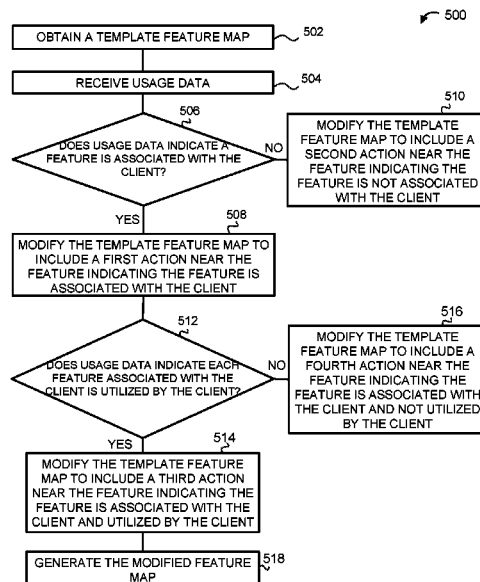 500
OBTAIN A TEMPLATE FEATURE MAP
502
RECEIVE USAGE DATA
504
506
DOES USAGE DATA INDICATE A
FEATURE IS ASSOCIATED WITH THE
CLIENT?
NO
510
MODIFY THE TEMPLATE
FEATURE MAP TO INCLUDE A
SECOND ACTION NEAR THE
FEATURE INDICATING THE
FEATURE IS NOT ASSOCIATED
WITH THE CLIENT
YES
508
MODIFY THE TEMPLATE FEATURE MAP TO
INCLUDE A FIRST ACTION NEAR THE
FEATURE INDICATING THE FEATURE IS
ASSOCIATED WITH THE CLIENT
512
DOES USAGE DATA INDICATE EACH
FEATURE ASSOCIATED WITH THE
CLIENT IS UTILIZED BY THE CLIENT?
NO
516
MODIFY THE TEMPLATE
FEATURE MAP TO INCLUDE A
FOURTH ACTION NEAR THE
FEATURE INDICATING THE
FEATURE IS ASSOCIATED WITH
THE CLIENT AND NOT UTILIZED
BY THE CLIENT
YES
514
MODIFY THE TEMPLATE FEATURE
MAP TO INCLUDE A THIRD ACTION
NEAR THE FEATURE INDICATING THE
FEATURE IS ASSOCIATED WITH THE
CLIENT AND UTILIZED BY THE CLIENT
GENERATE THE MODIFIED FEATURE
MAP
518